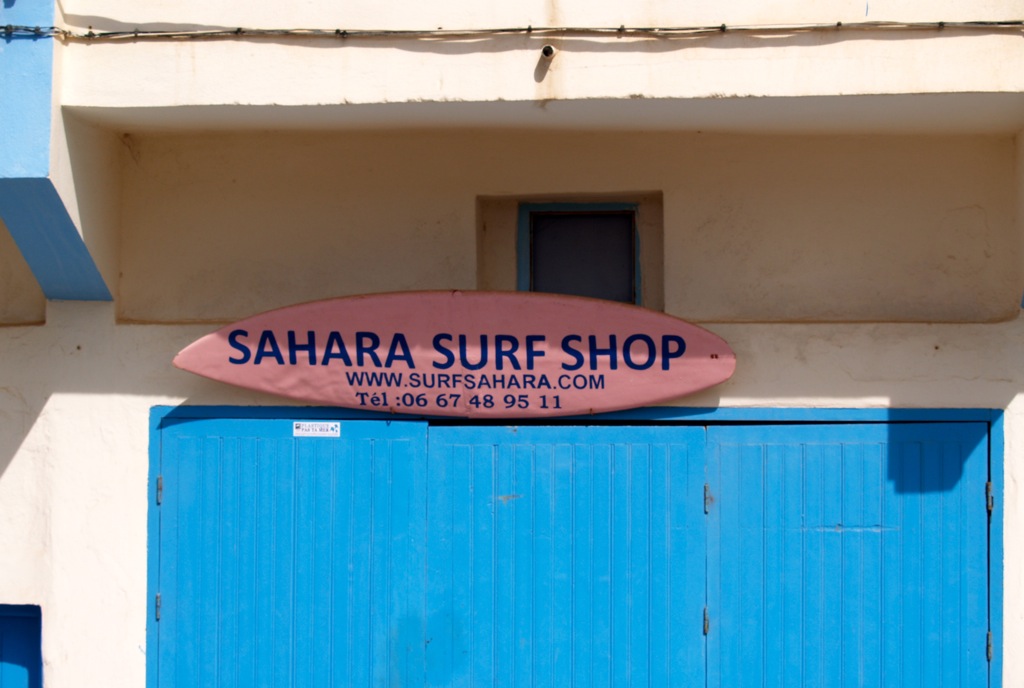 SAHARA SURF SHOP
WWW.SURFSAHARA.COM
Tél :06 67 48 95 11